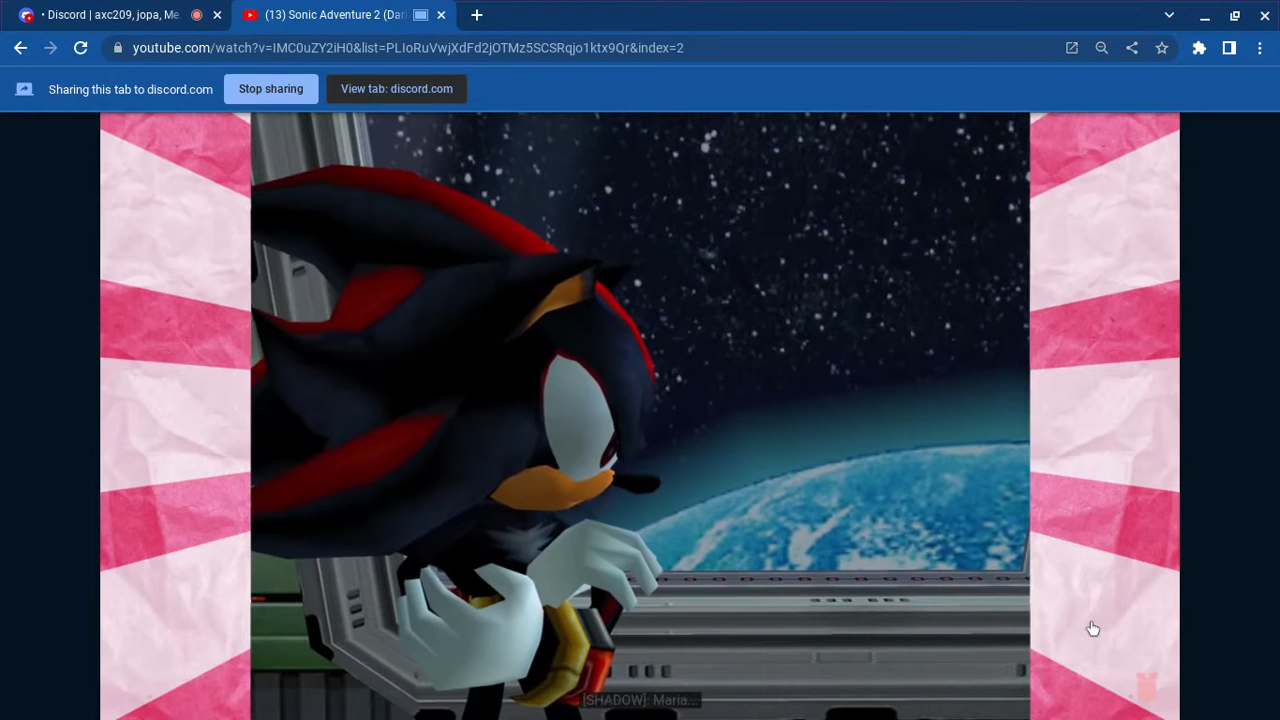 • Discord | axc209, jopa, Me
(13) Sonic Adventure 2 (Dar
youtube.com/watch?v=IMC0uZY2iH0&list=PLIoRuVwjXdFd2jOTMz5SCSRqjo1ktx9Qr&index=2
Sharing this tab to discord.com
Stop sharing
View tab: discord.com
[SHADOW]: Maria...